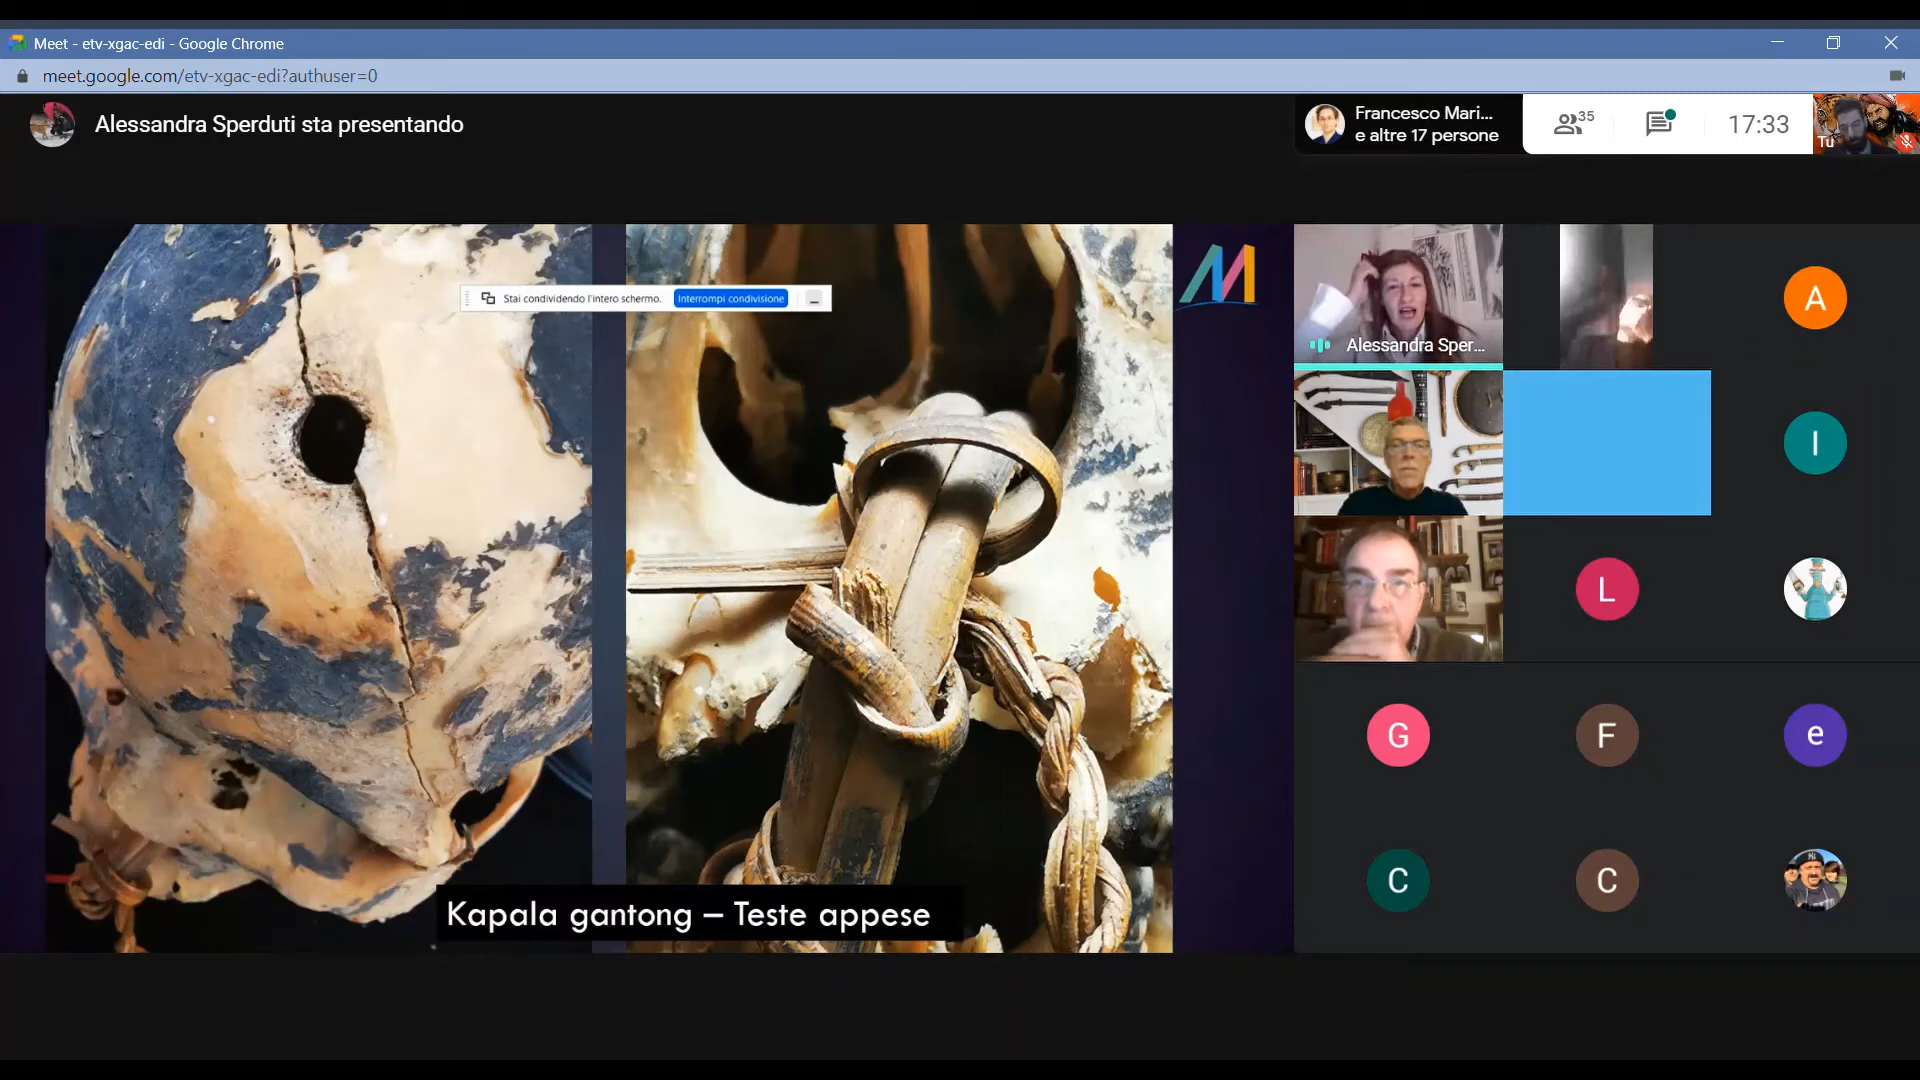 Meet - etv-xgac-edi - Google Chrome
meet.google.com/etv-xgac-edi?authuser=0
Alessandra Sperduti sta presentando
Francesco Mari...
e altre 17 persone
35
17:33
Tu
Stai condividendo l'intero schermo.
Interrompi condivisione
Alessandra Sper...
A
I
L
G
F
e
C
C
Kapala gantong – Teste appese